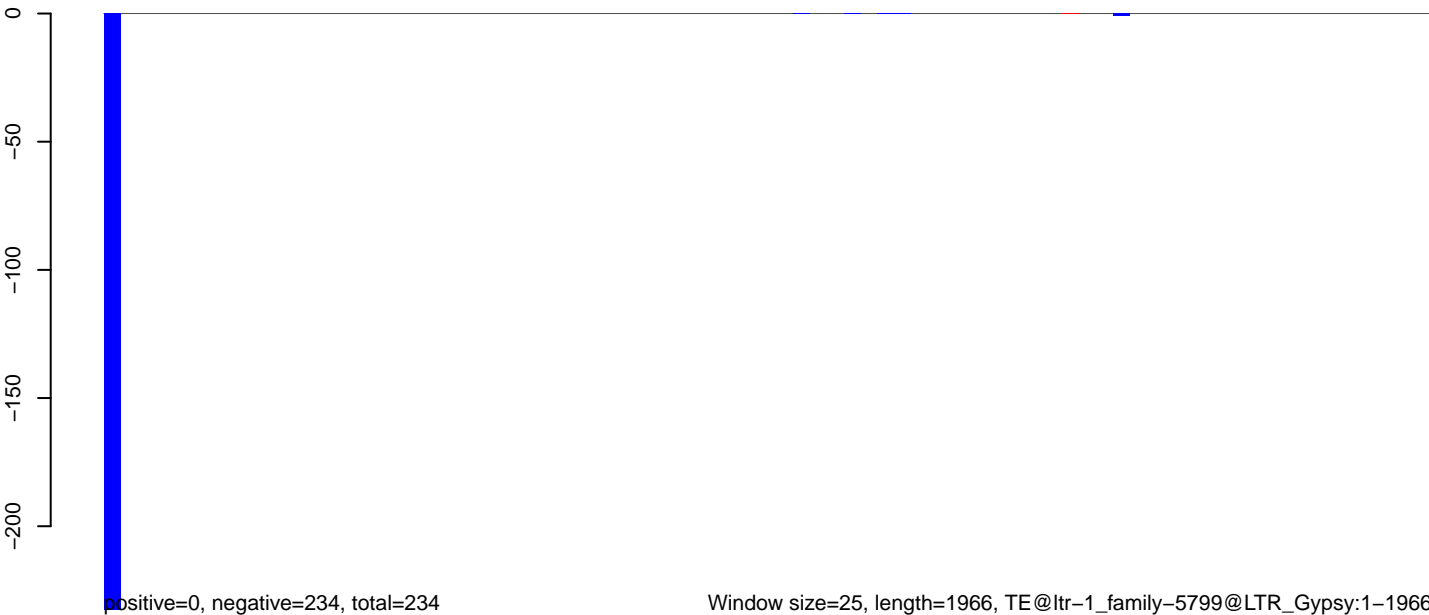 0
−50
−100
−150
−200
positive=0, negative=234, total=234
Window size=25, length=1966, TE@ltr−1_family−5799@LTR_Gypsy:1−1966